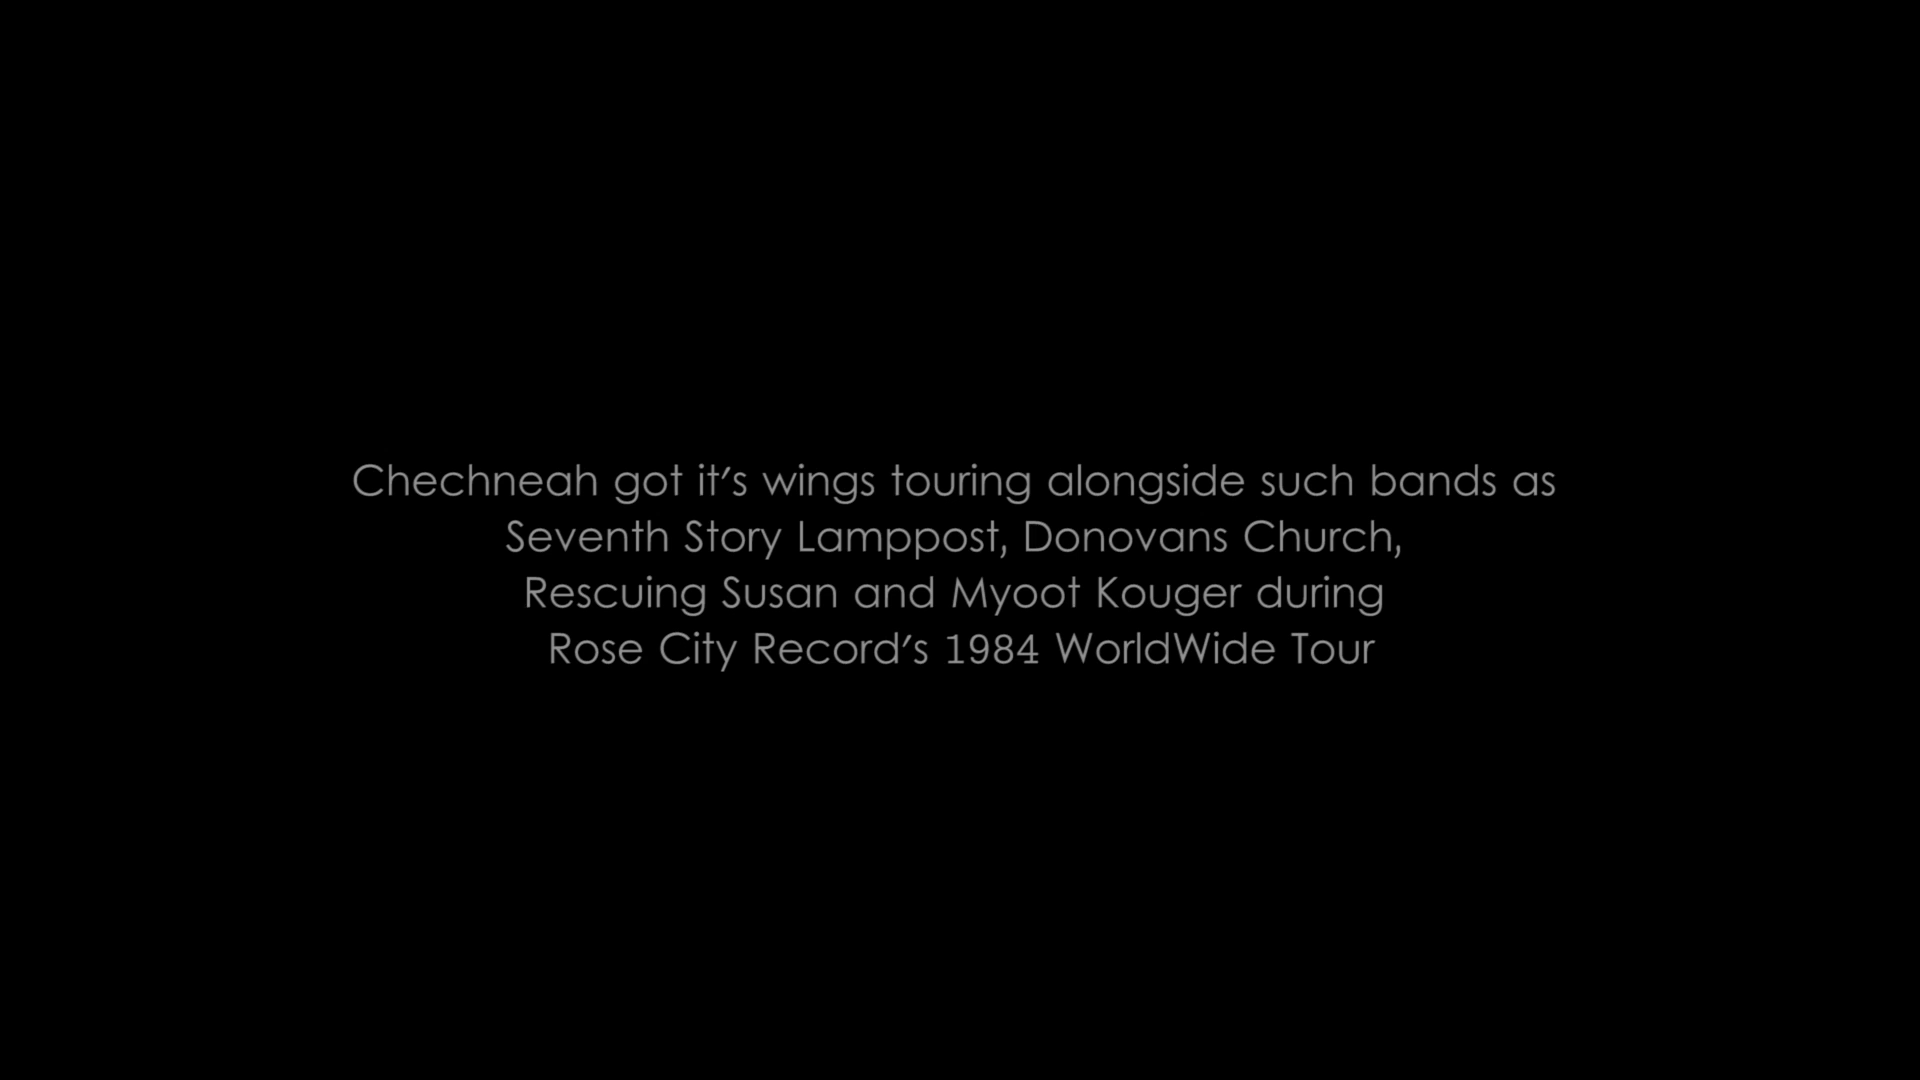 Chechneah got it's wings touring alongside such bands as
Seventh Story Lamppost, Donovans Church,
Rescuing Susan and Myoot Kouger during
Rose City Record's 1984 WorldWide Tour